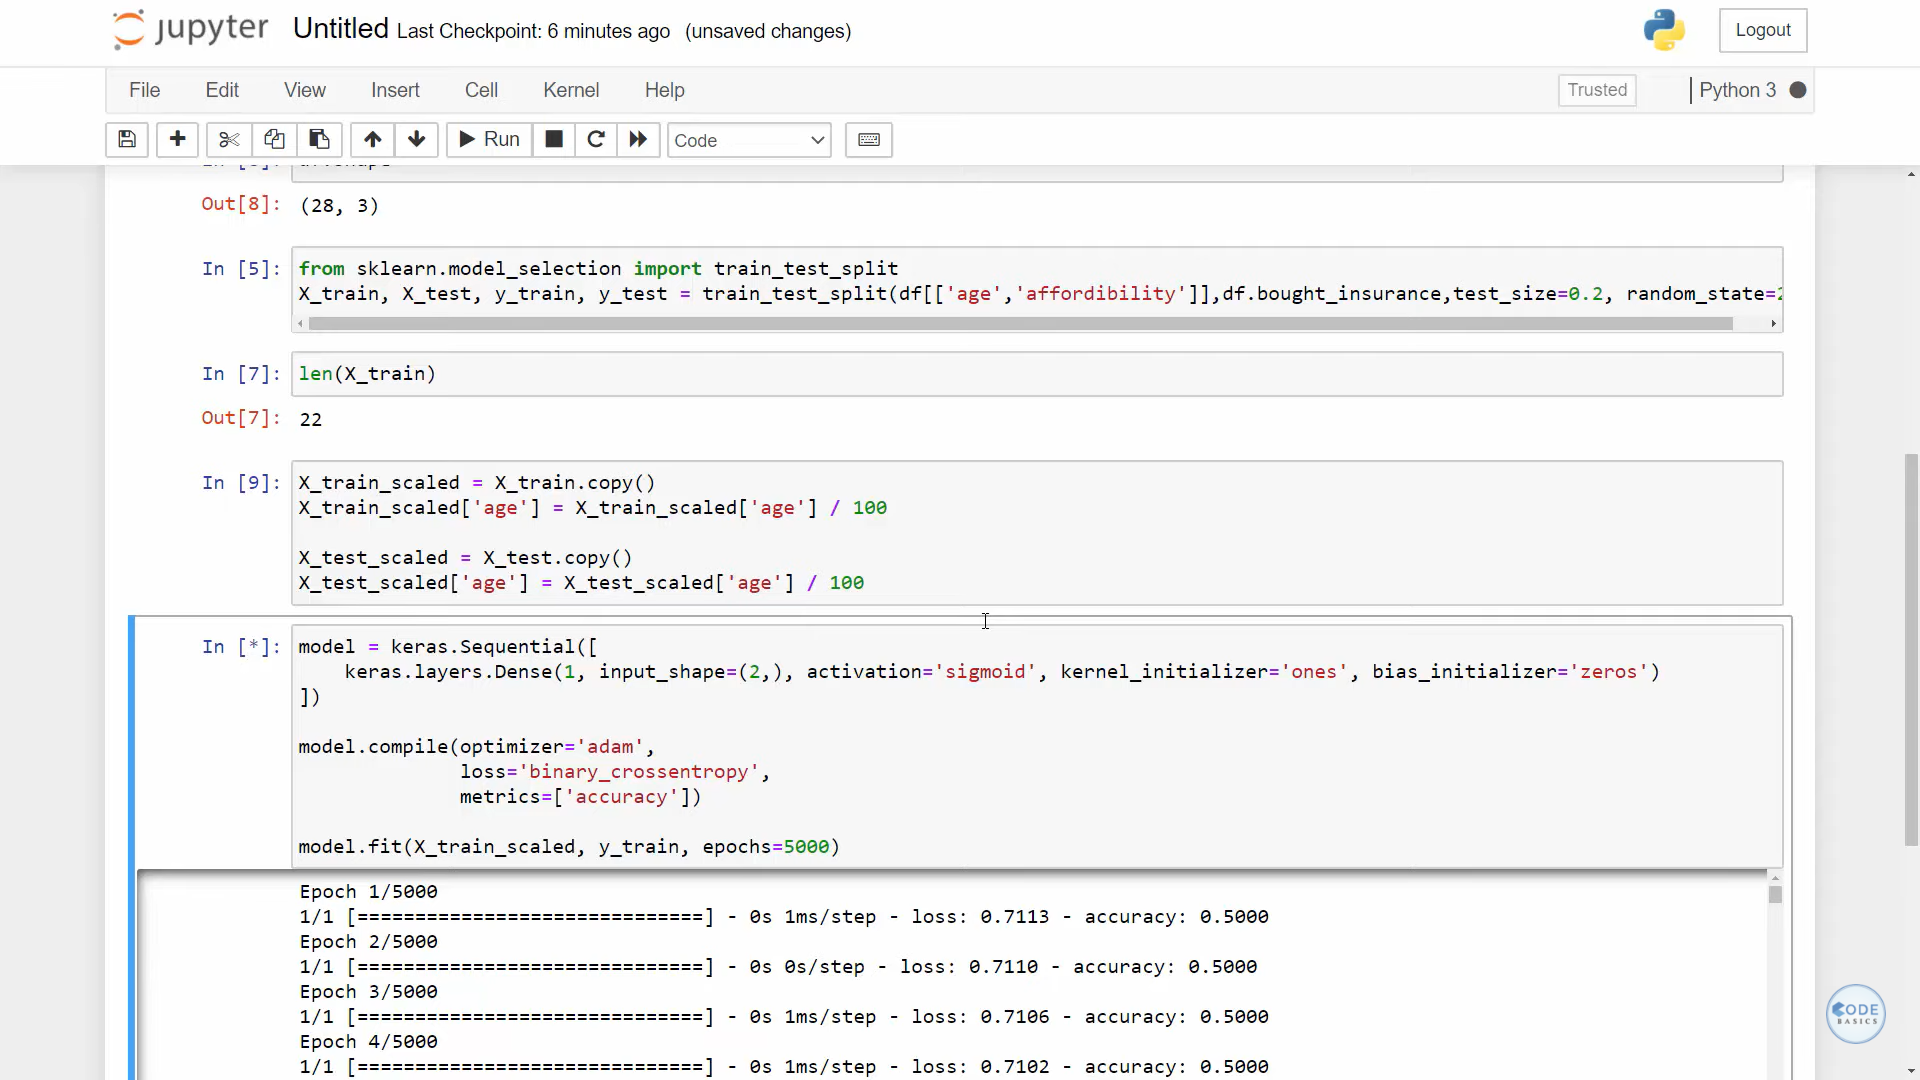 jupyter Untitled Last Checkpoint: 6 minutes ago (unsaved changes) Logout
File Edit View Insert Cell Kernel Help Trusted Python 3
Run Code
Out[8]: (28, 3)
In [5]: from sklearn.model_selection import train_test_split
X_train, X_test, y_train, y_test = train_test_split(df[['age','affordibility']],df.bought_insurance,test_size=0.2, random_state=2
In [7]: len(X_train)
Out[7]: 22
In [9]: X_train_scaled = X_train.copy()
X_train_scaled['age'] = X_train_scaled['age'] / 100
X_test_scaled = X_test.copy()
X_test_scaled['age'] = X_test_scaled['age'] / 100
In [*]: model = keras.Sequential([
keras.layers.Dense(1, input_shape=(2,), activation='sigmoid', kernel_initializer='ones', bias_initializer='zeros')
])
model.compile(optimizer='adam',
loss='binary_crossentropy',
metrics=['accuracy'])
model.fit(X_train_scaled, y_train, epochs=5000)
Epoch 1/5000
1/1 [==============================] - 0s 1ms/step - loss: 0.7113 - accuracy: 0.5000
Epoch 2/5000
1/1 [==============================] - 0s 0s/step - loss: 0.7110 - accuracy: 0.5000
Epoch 3/5000
1/1 [==============================] - 0s 1ms/step - loss: 0.7106 - accuracy: 0.5000
Epoch 4/5000
1/1 [==============================] - 0s 1ms/step - loss: 0.7102 - accuracy: 0.5000
CODE
BASICS